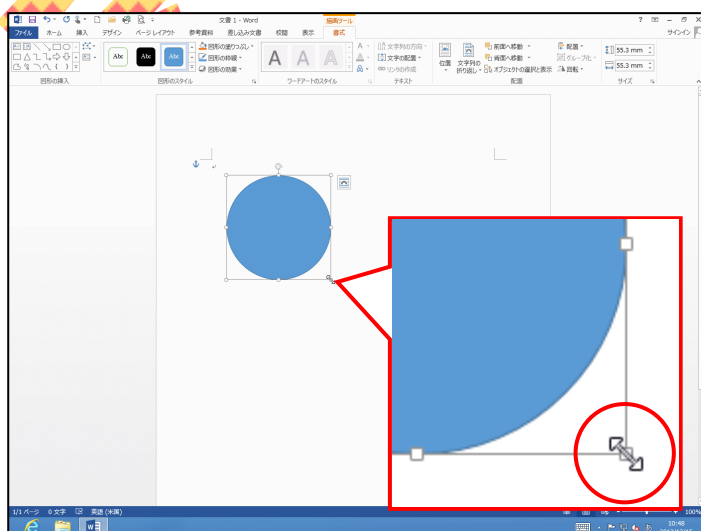 文書 1 - Word
描画ツール
サインイン
ファイル ホーム 挿入 デザイン ページ レイアウト 参考資料 差し込み文書 校閲 表示 書式
Abc Abc Abc
図形の塗りつぶし
図形の枠線
図形の効果
A A A
文字列の方向
文字の配置
リンクの作成
位置
文字列の
折り返し
前面へ移動
背面へ移動
オブジェクトの選択と表示
配置
グループ化
回転
55.3 mm
55.3 mm
図形の挿入 図形のスタイル ワードアートのスタイル テキスト 配置 サイズ
1/1 ページ 0 文字 英語 (米国)
100%
10:48